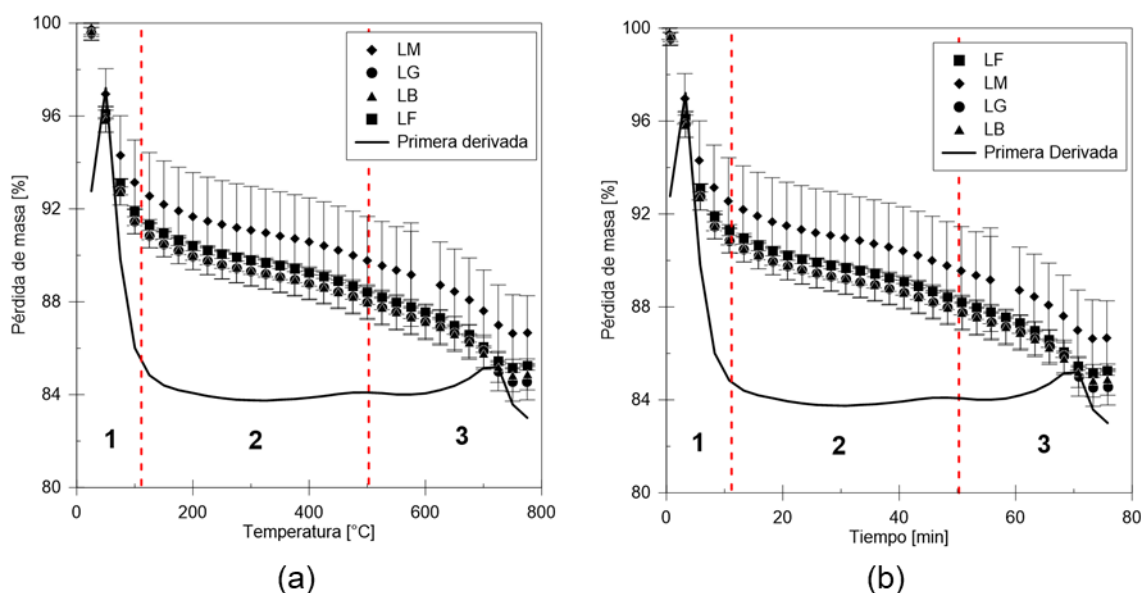 100
96
92
88
84
80
Pérdida de masa [%]
LM
LG
LB
LF
Primera derivada
1
2
3
0
200
400
600
800
Temperatura [°C]
(a)
100
96
92
88
84
80
Pérdida de masa [%]
LF
LM
LG
LB
Primera Derivada
1
2
3
0
20
40
60
80
Tiempo [min]
(b)